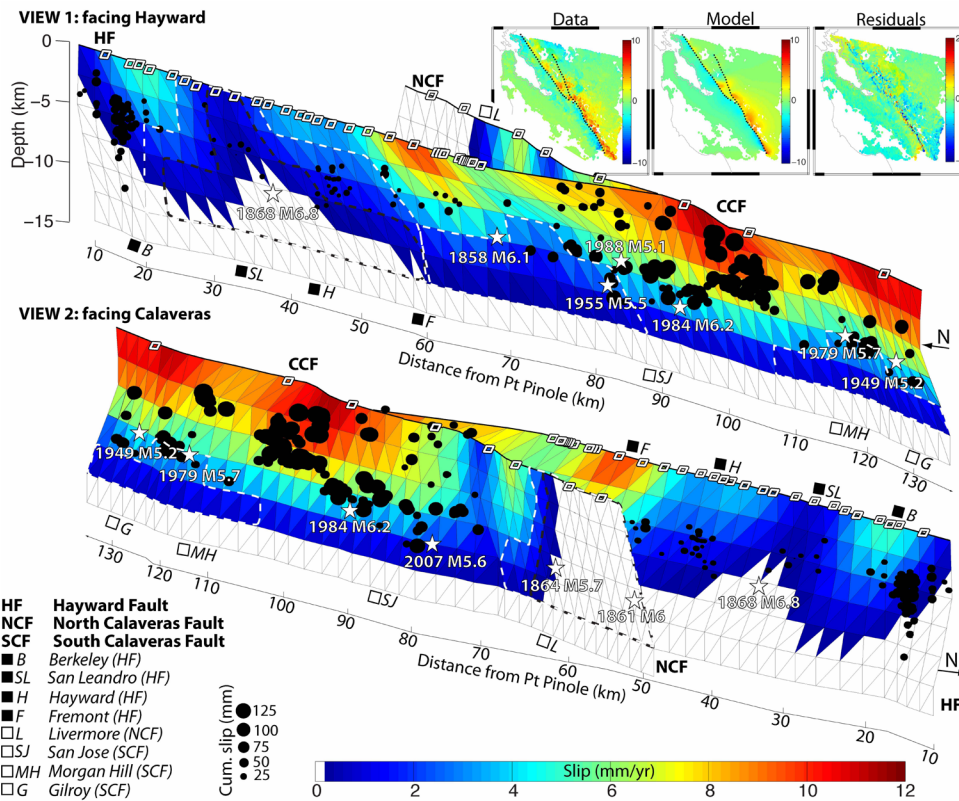 VIEW 1: facing Hayward
HF
Depth (km)
0
−5
−10
−15
NCF
L
CCF
Data
10
0
−10
Model
10
0
−10
Residuals
2
0
1868 M6.8
1858 M6.1
1988 M5.1
1955 M5.5
1984 M6.2
1979 M5.7
1949 M5.2
N
10
20
30
40
50
60
70
80
90
100
110
120
130
B
SL
H
F
SJ
MH
G
Distance from Pt Pinole (km)
VIEW 2: facing Calaveras
CCF
F
H
SL
B
1949 M5.2
1979 M5.7
1984 M6.2
2007 M5.6
1864 M5.7
1861 M6
1868 M6.8
G
MH
SJ
L
NCF
N
HF
130
120
110
100
90
80
70
60
50
40
30
20
10
Distance from Pt Pinole (km)
HF Hayward Fault
NCF North Calaveras Fault
SCF South Calaveras Fault
B Berkeley (HF)
SL San Leandro (HF)
H Hayward (HF)
F Fremont (HF)
L Livermore (NCF)
SJ San Jose (SCF)
MH Morgan Hill (SCF)
G Gilroy (SCF)
Cum. slip (mm)
125
100
75
50
25
Slip (mm/yr)
0 2 4 6 8 10 12